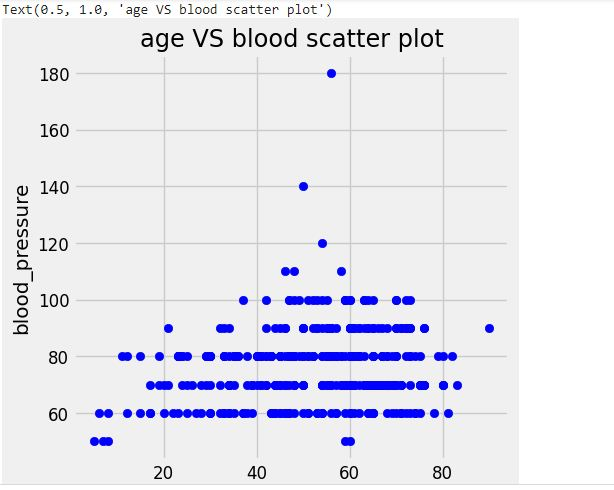 Text(0.5, 1.0, 'age VS blood scatter plot')
age VS blood scatter plot
180
160
140
120
100
80
60
blood_pressure
20 40 60 80